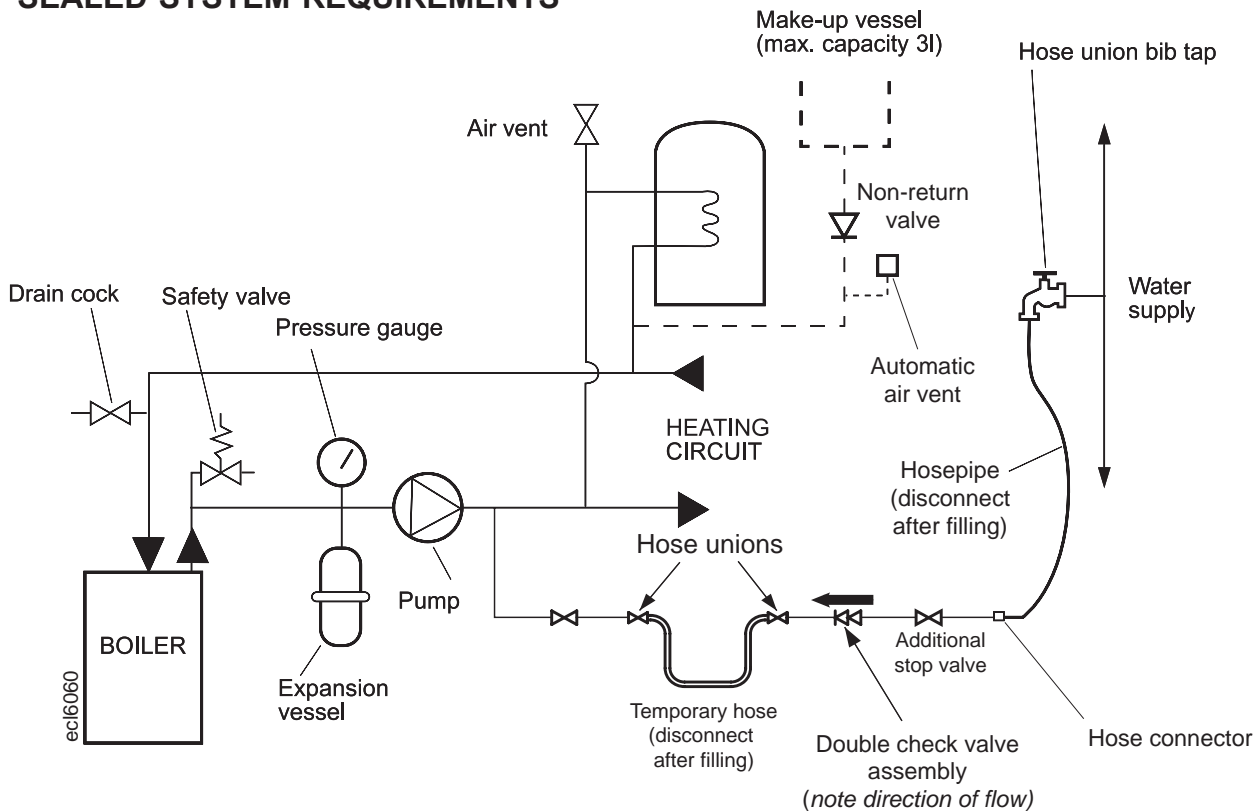 SEALED SYSTEM REQUIREMENTS
Make-up vessel
(max. capacity 3l)
Hose union bib tap
Air vent
Non-return
valve
Drain cock
Safety valve
Pressure gauge
Water
supply
Automatic
air vent
HEATING
CIRCUIT
Hosepipe
(disconnect
after filling)
Hose unions
Pump
BOILER
Additional
stop valve
ecl6060
Expansion
vessel
Temporary hose
(disconnect
after filling)
Double check valve
assembly
(note direction of flow)
Hose connector